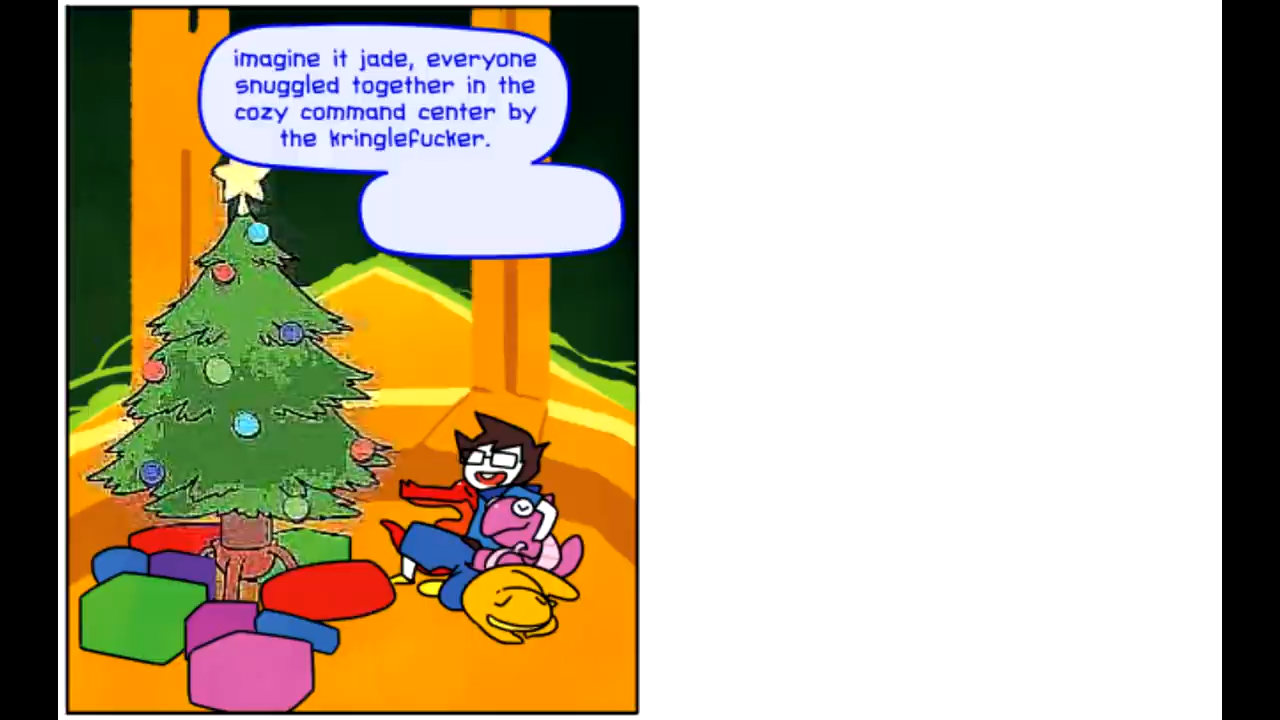 imagine it jade, everyone
snuggled together in the
cozy command center by
the kringlefucker.